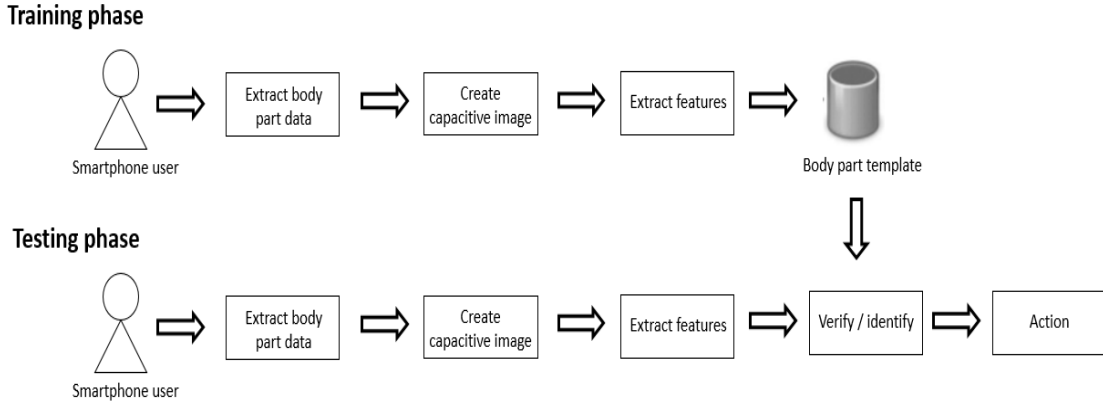 Training phase
Extract body
part data
Create
capacitive image
Extract features
Smartphone user
Body part template
Testing phase
Extract body
part data
Create
capacitive image
Extract features
Verify / identify
Action
Smartphone user